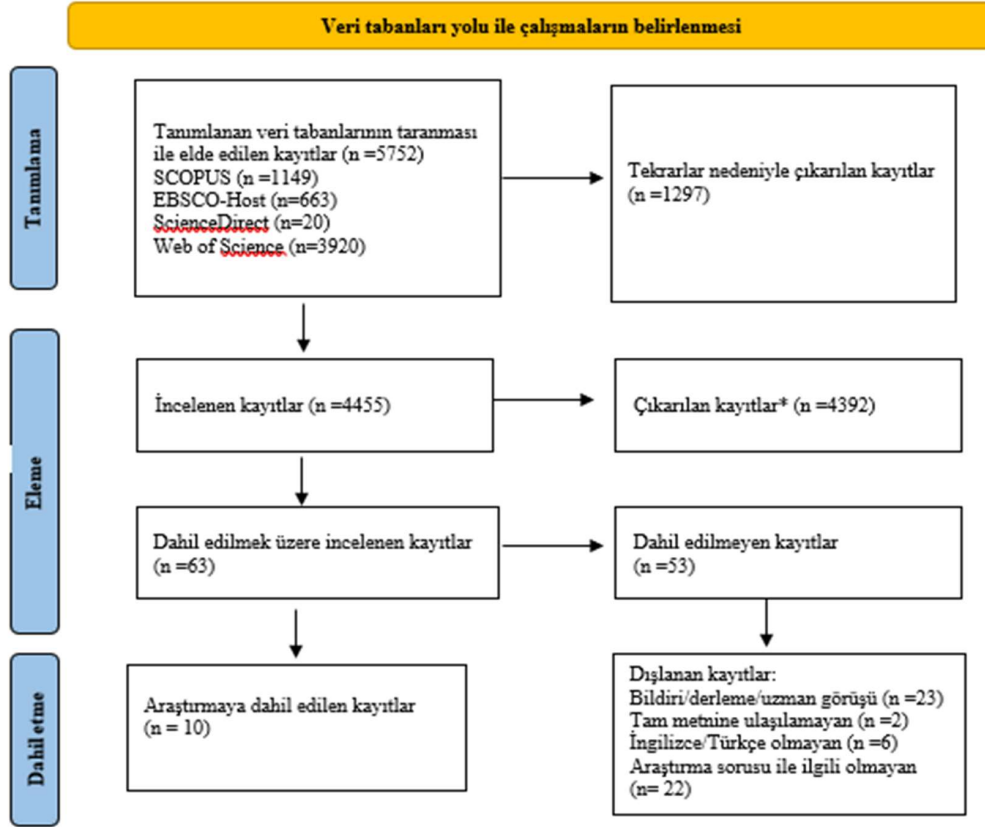 Veri tabanları yolu ile çalışmaların belirlenmesi
Tanımlama
Tanımlanan veri tabanlarının taranması
ile elde edilen kayıtlar (n =5752)
SCOPUS (n =1149)
EBSCO-Host (n=663)
ScienceDirect (n=20)
Web of Science (n=3920)
Tekrarlar nedeniyle çıkarılan kayıtlar
(n =1297)
Eleme
İncelenen kayıtlar (n =4455)
Çıkarılan kayıtlar* (n =4392)
Dahil edilmek üzere incelenen kayıtlar
(n =63)
Dahil edilmeyen kayıtlar
(n =53)
Dahil etme
Araştırmaya dahil edilen kayıtlar
(n = 10)
Dışlanan kayıtlar:
Bildiri/derleme/uzman görüşü (n =23)
Tam metnine ulaşılamayan (n =2)
İngilizce/Türkçe olmayan (n =6)
Araştırma sorusu ile ilgili olmayan
(n= 22)